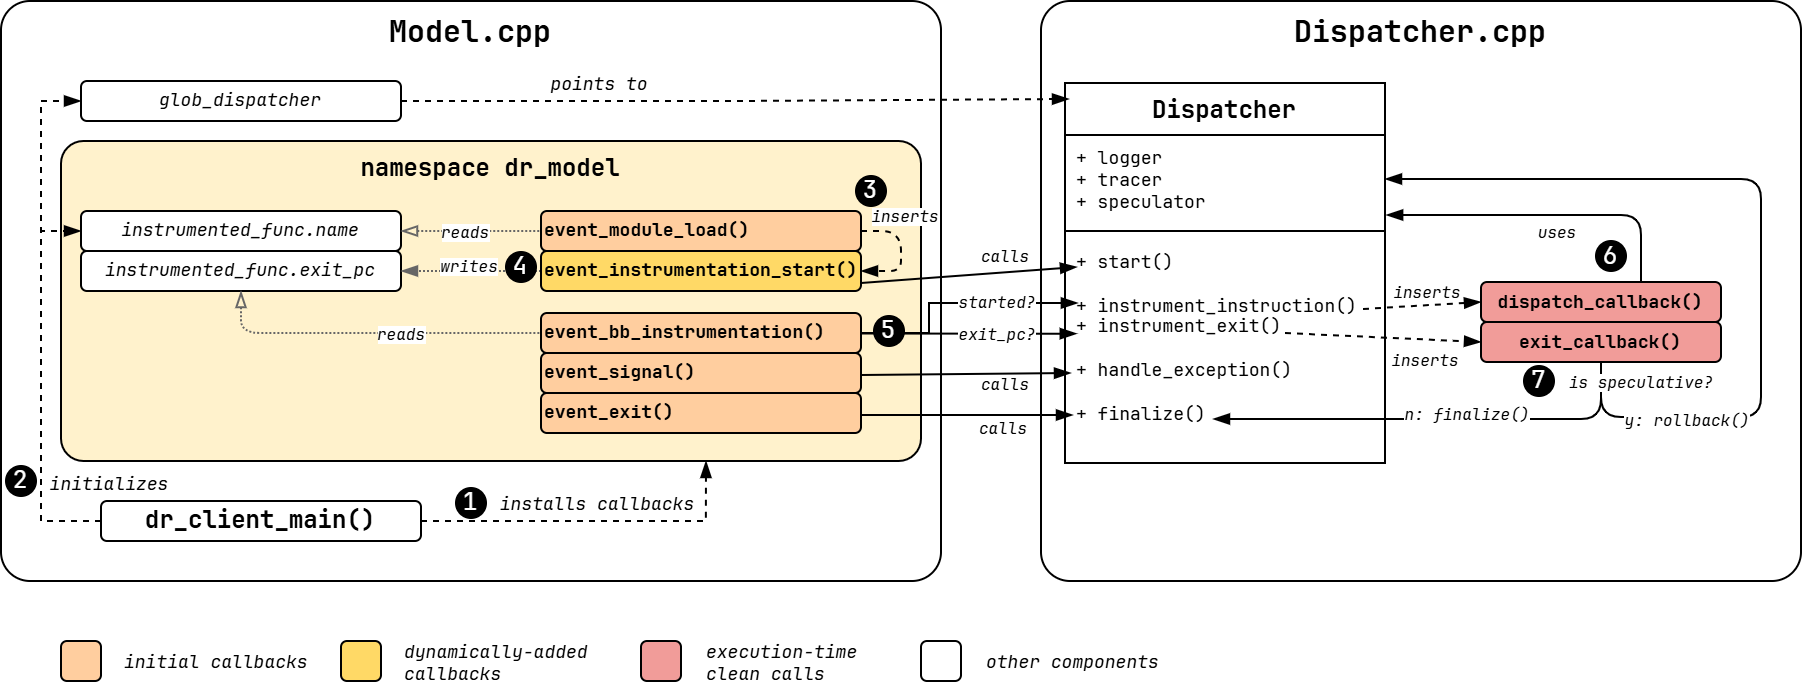 Model.cpp
Dispatcher.cpp
glob_dispatcher
points to
Dispatcher
+ logger
+ tracer
+ speculator
namespace dr_model
3
inserts
instrumented_func.name
reads
event_module_load()
instrumented_func.exit_pc
writes
4
event_instrumentation_start()
calls
+ start()
uses
6
started?
+ instrument_instruction()
inserts
dispatch_callback()
reads
event_bb_instrumentation()
5
exit_pc?
+ instrument_exit()
inserts
exit_callback()
event_signal()
calls
+ handle_exception()
7
is speculative?
event_exit()
calls
+ finalize()
n: finalize()
y: rollback()
2
initializes
dr_client_main()
1
installs callbacks
initial callbacks
dynamically-added
callbacks
execution-time
clean calls
other components